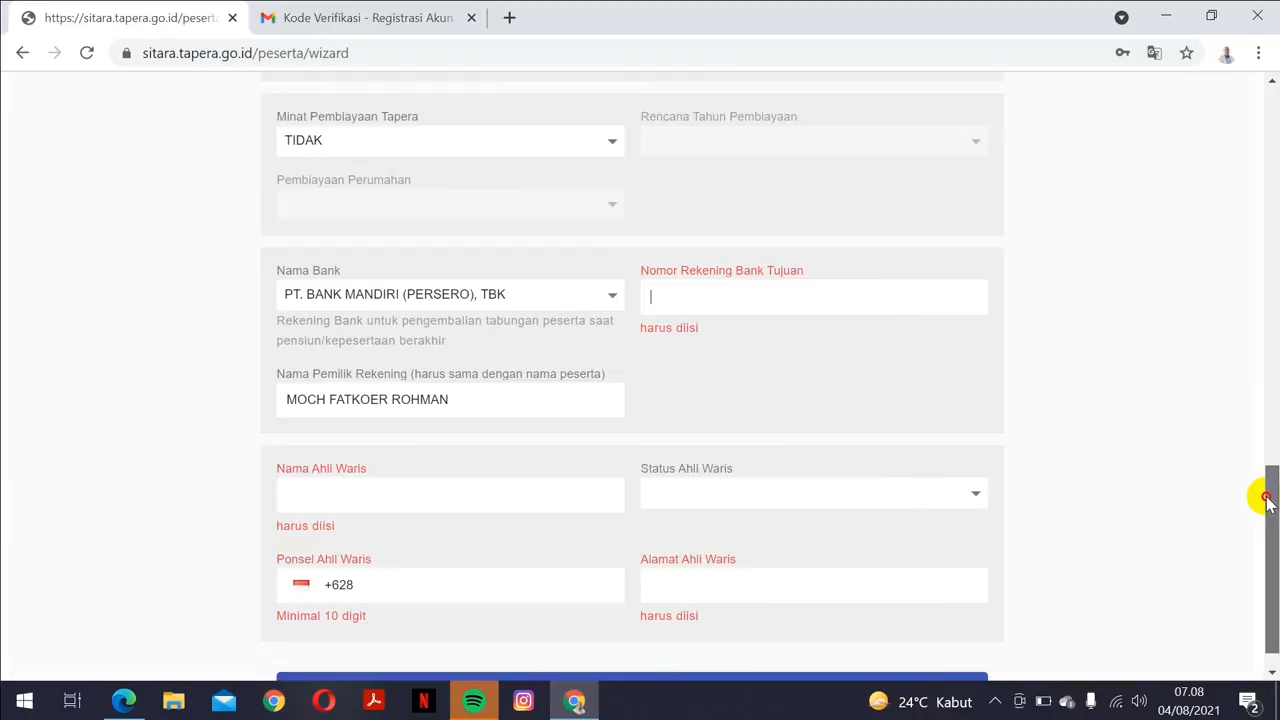 https://sitara.tapera.go.id/pesert
Kode Verifikasi - Registrasi Akun
sitara.tapera.go.id/peserta/wizard
Minat Pembiayaan Tapera
Rencana Tahun Pembiayaan
TIDAK
Pembiayaan Perumahan
Nama Bank
Nomor Rekening Bank Tujuan
PT. BANK MANDIRI (PERSERO), TBK
Rekening Bank untuk pengembalian tabungan peserta saat
pensiun/kepesertaan berakhir
harus diisi
Nama Pemilik Rekening (harus sama dengan nama peserta)
MOCH FATKOER ROHMAN
Nama Ahli Waris
Status Ahli Waris
harus diisi
Ponsel Ahli Waris
Alamat Ahli Waris
+628
Minimal 10 digit
harus diisi
24°C Kabut
07.08
04/08/2021
2